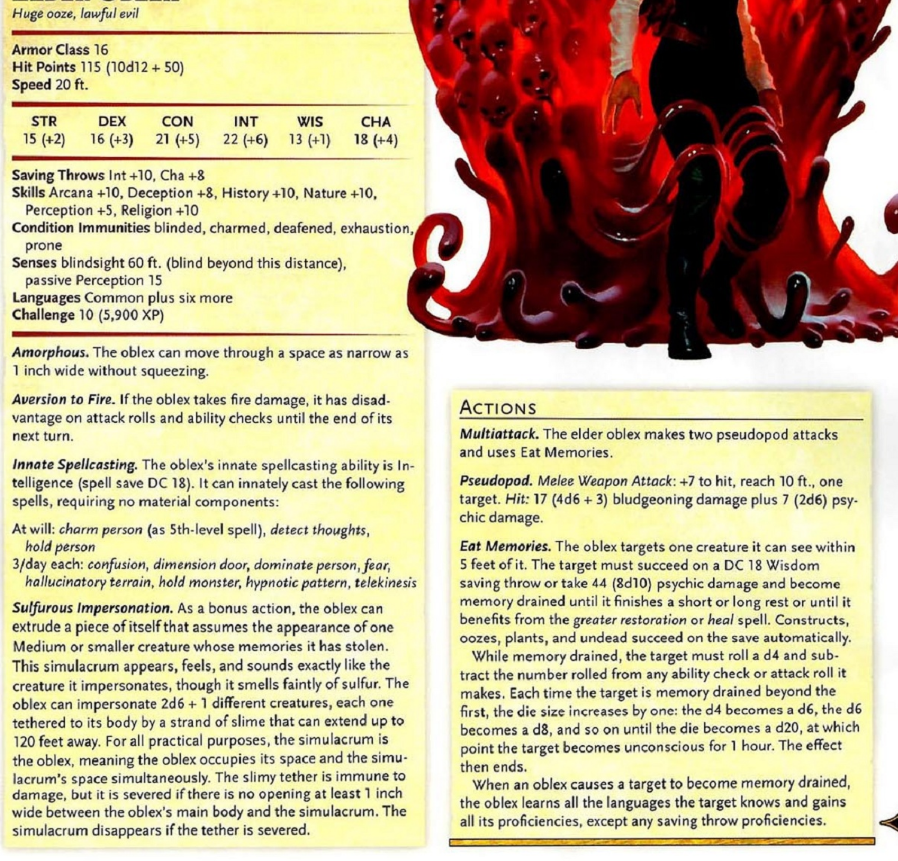 Huge ooze, lawful evil
Armor Class 16
Hit Points 115 (10d12 + 50)
Speed 20 ft.
STR DEX CON INT WIS CHA
15 (+2) 16 (+3) 21 (+5) 22 (+6) 13 (+1) 18 (+4)
Saving Throws Int +10, Cha +8
Skills Arcana +10, Deception +8, History +10, Nature +10,
Perception +5, Religion +10
Condition Immunities blinded, charmed, deafened, exhaustion,
prone
Senses blindsight 60 ft. (blind beyond this distance),
passive Perception 15
Languages Common plus six more
Challenge 10 (5,900 XP)
Amorphous. The oblex can move through a space as narrow as
1 inch wide without squeezing.
Aversion to Fire. If the oblex takes fire damage, it has disad-
vantage on attack rolls and ability checks until the end of its
next turn.
Innate Spellcasting. The oblex's innate spellcasting ability is In-
telligence (spell save DC 18). It can innately cast the following
spells, requiring no material components:
At will: charm person (as 5th-level spell), detect thoughts,
hold person
3/day each: confusion, dimension door, dominate person, fear,
hallucinatory terrain, hold monster, hypnotic pattern, telekinesis
Sulfurous Impersonation. As a bonus action, the oblex can
extrude a piece of itself that assumes the appearance of one
Medium or smaller creature whose memories it has stolen.
This simulacrum appears, feels, and sounds exactly like the
creature it impersonates, though it smells faintly of sulfur. The
oblex can impersonate 2d6 + 1 different creatures, each one
tethered to its body by a strand of slime that can extend up to
120 feet away. For all practical purposes, the simulacrum is
the oblex, meaning the oblex occupies its space and the simu-
lacrum's space simultaneously. The slimy tether is immune to
damage, but it is severed if there is no opening at least 1 inch
wide between the oblex's main body and the simulacrum. The
simulacrum disappears if the tether is severed.
ACTIONS
Multiattack. The elder oblex makes two pseudopod attacks
and uses Eat Memories.
Pseudopod. Melee Weapon Attack: +7 to hit, reach 10 ft., one
target. Hit: 17 (4d6 + 3) bludgeoning damage plus 7 (2d6) psy-
chic damage.
Eat Memories. The oblex targets one creature it can see within
5 feet of it. The target must succeed on a DC 18 Wisdom
saving throw or take 44 (8d10) psychic damage and become
memory drained until it finishes a short or long rest or until it
benefits from the greater restoration or heal spell. Constructs,
oozes, plants, and undead succeed on the save automatically.
While memory drained, the target must roll a d4 and sub-
tract the number rolled from any ability check or attack roll it
makes. Each time the target is memory drained beyond the
first, the die size increases by one: the d4 becomes a d6, the d6
becomes a d8, and so on until the die becomes a d20, at which
point the target becomes unconscious for 1 hour. The effect
then ends.
When an oblex causes a target to become memory drained,
the oblex learns all the languages the target knows and gains
all its proficiencies, except any saving throw proficiencies.